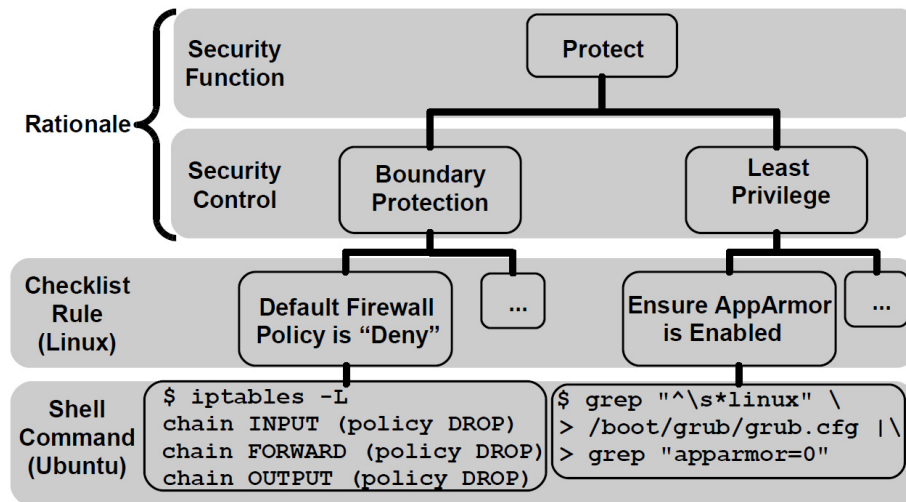 Security
Function
Protect
Rationale
Security
Control
Boundary
Protection
Least
Privilege
Checklist
Rule
(Linux)
Default Firewall
Policy is “Deny”
...
Ensure AppArmor
is Enabled
...
Shell
Command
(Ubuntu)
$ iptables -L
chain INPUT (policy DROP)
chain FORWARD (policy DROP)
chain OUTPUT (policy DROP)
$ grep "^\s*linux" \
> /boot/grub/grub.cfg |\
> grep "apparmor=0"